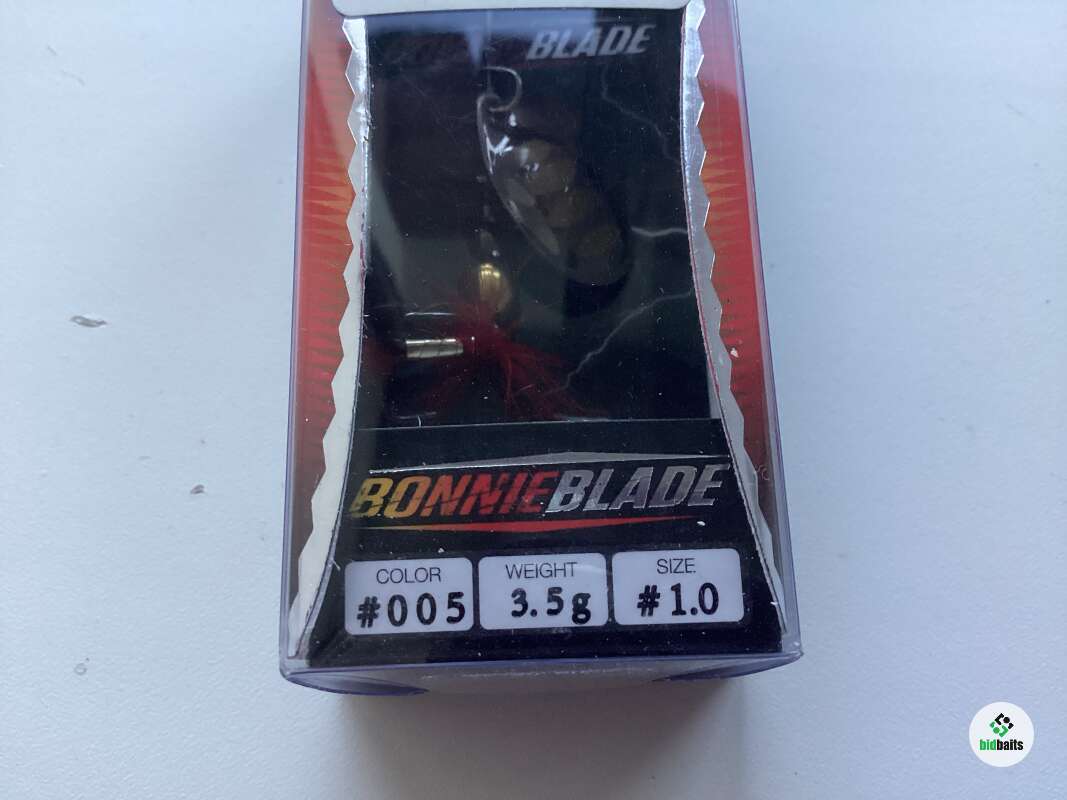 BLADE
BONNIEBLADE
COLOR WEIGHT SIZE
#005 3.5g #1.0
bidbaits